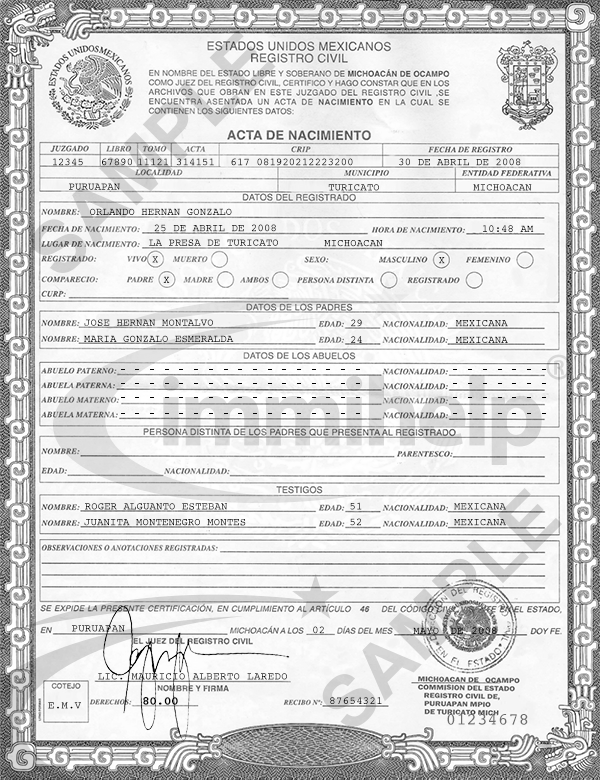 ESTADOS UNIDOS MEXICANOS
REGISTRO CIVIL
EN NOMBRE DEL ESTADO LIBRE Y SOBERANO DE MICHOACÁN DE OCAMPO
COMO JUEZ DEL REGISTRO CIVIL, CERTIFICO Y HAGO CONSTAR QUE EN LOS
ARCHIVOS QUE OBRAN EN ESTE JUZGADO DEL REGISTRO CIVIL ,SE
ENCUENTRA ASENTADA UN ACTA DE NACIMIENTO EN LA CUAL SE
CONTIENEN LOS SIGUIENTES DATOS:
ESTADOS UNIDOS MEXICANOS
ACTA DE NACIMIENTO
JUZGADO LIBRO TOMO ACTA CRIP FECHA DE REGISTRO
12345 67890 11121 314151 617 081920212223200 30 DE ABRIL DE 2008
LOCALIDAD MUNICIPIO ENTIDAD FEDERATIVA
PURUAPAN TURICATO MICHOACAN
DATOS DEL REGISTRADO
NOMBRE: ORLANDO HERNAN GONZALO
FECHA DE NACIMIENTO: 25 DE ABRIL DE 2008 HORA DE NACIMIENTO: 10:48 AM
LUGAR DE NACIMIENTO: LA PRESA DE TURICATO MICHOACAN
REGISTRADO: VIVO X MUERTO SEXO: MASCULINO X FEMENINO
COMPARECIO: PADRE X MADRE AMBOS PERSONA DISTINTA REGISTRADO
CURP:
DATOS DE LOS PADRES
NOMBRE: JOSE HERNAN MONTALVO EDAD: 29 NACIONALIDAD: MEXICANA
NOMBRE: MARIA GONZALO ESMERALDA EDAD: 24 NACIONALIDAD: MEXICANA
DATOS DE LOS ABUELOS
ABUELO PATERNO: NACIONALIDAD:
ABUELA PATERNA: NACIONALIDAD:
ABUELO MATERNO: NACIONALIDAD:
ABUELA MATERNA: NACIONALIDAD:
immihelp®
PERSONA DISTINTA DE LOS PADRES QUE PRESENTA AL REGISTRADO
NOMBRE: PARENTESCO:
EDAD: NACIONALIDAD:
TESTIGOS
NOMBRE: ROGER ALGUANTO ESTEBAN EDAD: 51 NACIONALIDAD: MEXICANA
NOMBRE: JUANITA MONTENEGRO MONTES EDAD: 52 NACIONALIDAD: MEXICANA
OBSERVACIONES O ANOTACIONES REGISTRADAS:
SE EXPIDE LA PRESENTE CERTIFICACIÓN, EN CUMPLIMIENTO AL ARTÍCULO 46 DEL CÓDIGO EN EL ESTADO,
EN PURUAPAN MICHOACÁN A LOS 02 DÍAS DEL MES MAYO DE 2008 DOY FE.
EL JUEZ DEL REGISTRO CIVIL
LIC. MAURICIO ALBERTO LAREDO
NOMBRE Y FIRMA
COTEJO
E.M.V
DERECHOS: 80.00 RECIBO Nº: 87654321
MICHOACAN DE OCAMPO
COMMISION DEL ESTADO
REGISTRO CIVIL DE,
PURUAPAN MPIO
DE TURICATO MICH
01234678
SAMPLE
SAMPLE
SAMPLE